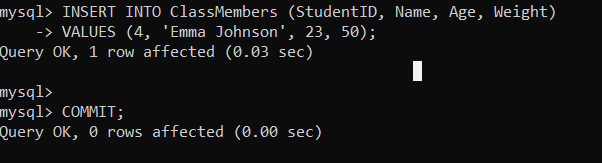 mysql> INSERT INTO ClassMembers (StudentID, Name, Age, Weight)
    -> VALUES (4, 'Emma Johnson', 23, 50);
Query OK, 1 row affected (0.03 sec)
mysql>
mysql> COMMIT;
Query OK, 0 rows affected (0.00 sec)